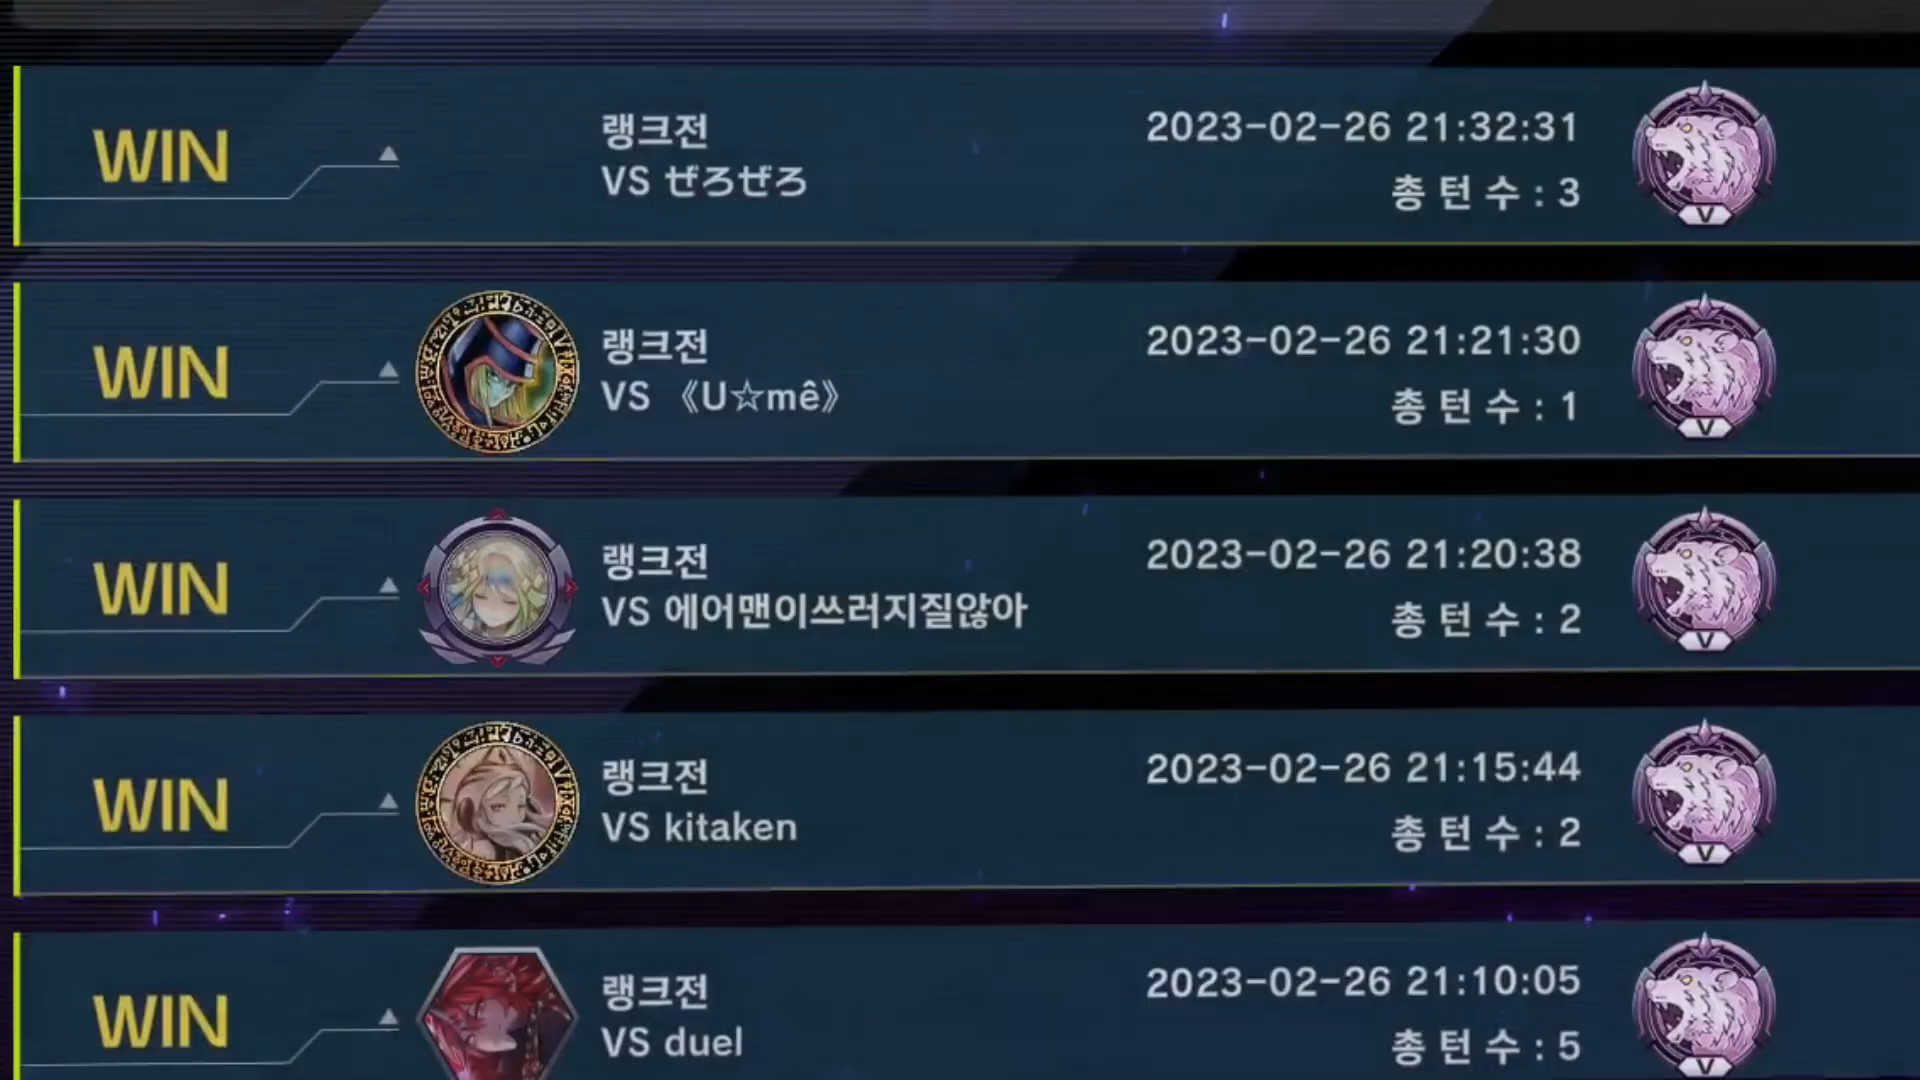 WIN
랭크전
VS ぜろぜろ
2023-02-26 21:32:31
총 턴 수 : 3
V
WIN
랭크전
VS 《U☆mê》
2023-02-26 21:21:30
총 턴 수 : 1
V
WIN
랭크전
VS 에어맨이쓰러지질않아
2023-02-26 21:20:38
총 턴 수 : 2
V
WIN
랭크전
VS kitaken
2023-02-26 21:15:44
총 턴 수 : 2
V
WIN
랭크전
VS duel
2023-02-26 21:10:05
총 턴 수 : 5
V